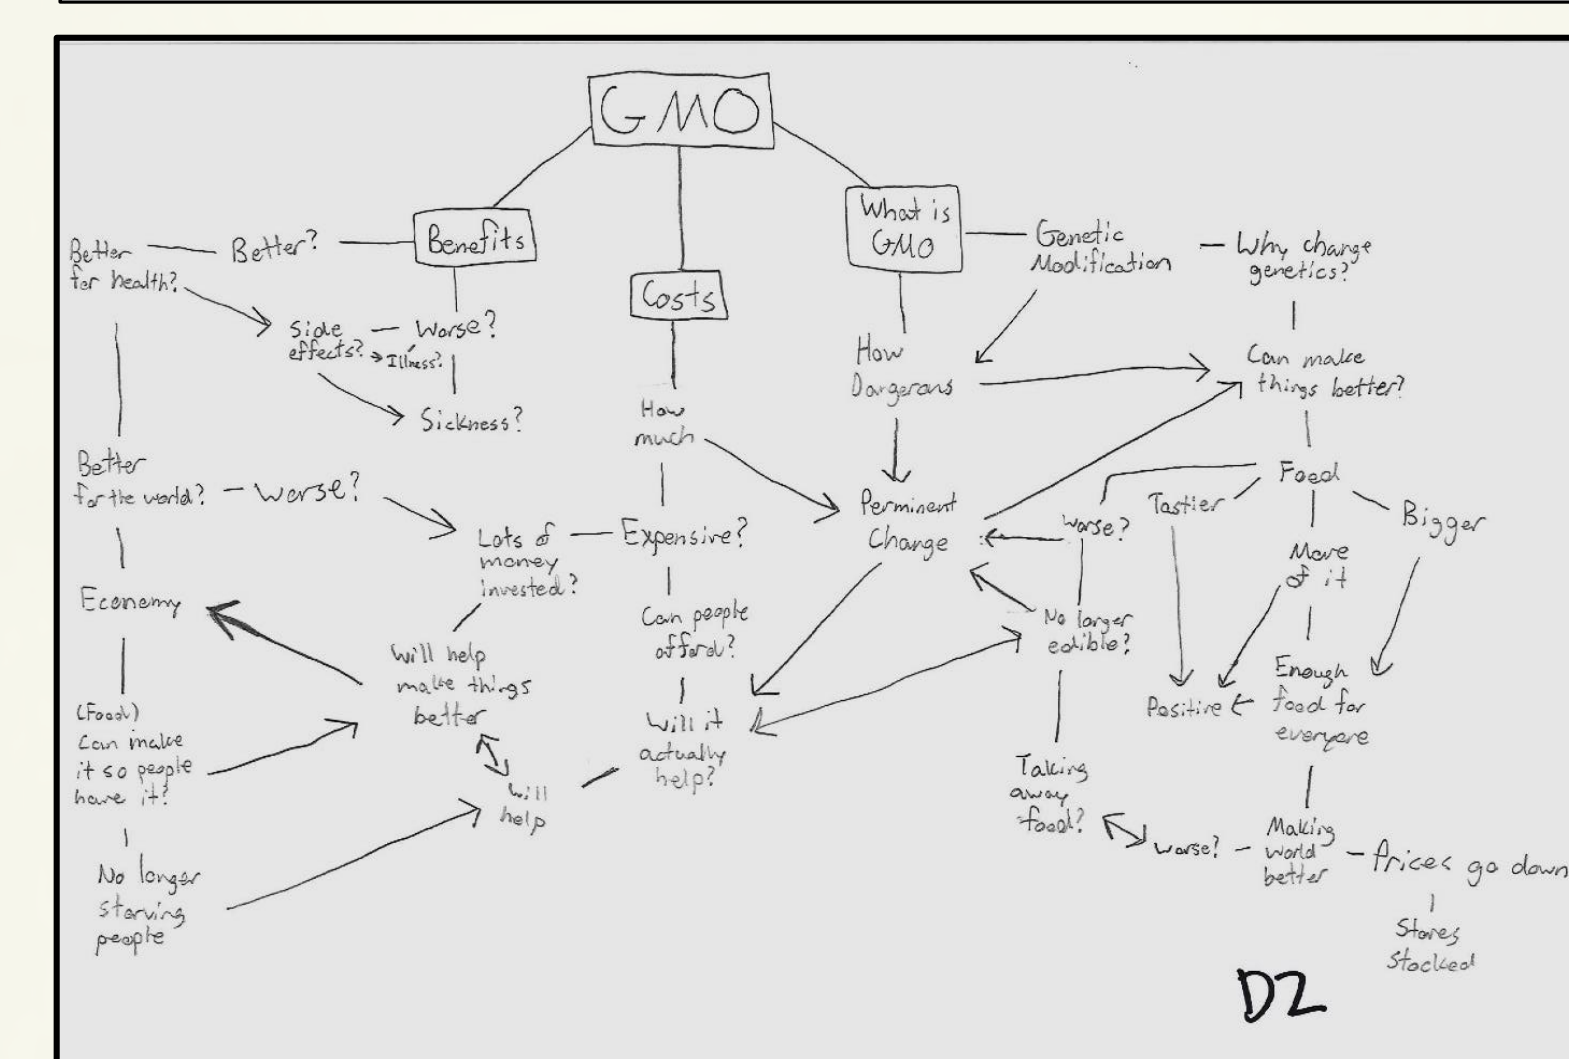 GMO
Benefits
Better?
Better
for health?
Side
effects?
Worse?
Illness?
Sickness?
Better
for the world?
Worse?
Economy
(Food)
Can make
it so people
have it?
No longer
starving
people
Costs
How
much
Expensive?
Lots of
money
invested?
Will help
make things
better
Can people
afford?
Will it
actually
help?
Will
help
What is
GMO
Genetic
Modification
Why change
genetics?
How
Dangerous
Can make
things better?
Perminent
Change
Food
Worse?
Tastier
More
of it
Bigger
No longer
edible?
Enough
food for
everyone
Positive
Taking
away
food?
Worse?
Making
world
better
Prices go down
Stores
Stocked
D2